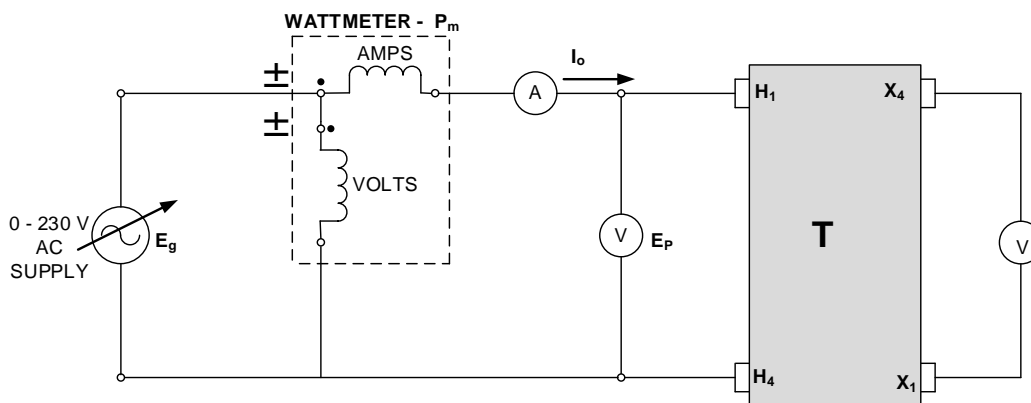 WATTMETER - Pm
AMPS
±
±
Io
A
H1
X4
VOLTS
0 - 230 V
AC
SUPPLY
Eg
V
EP
T
V
H4
X1